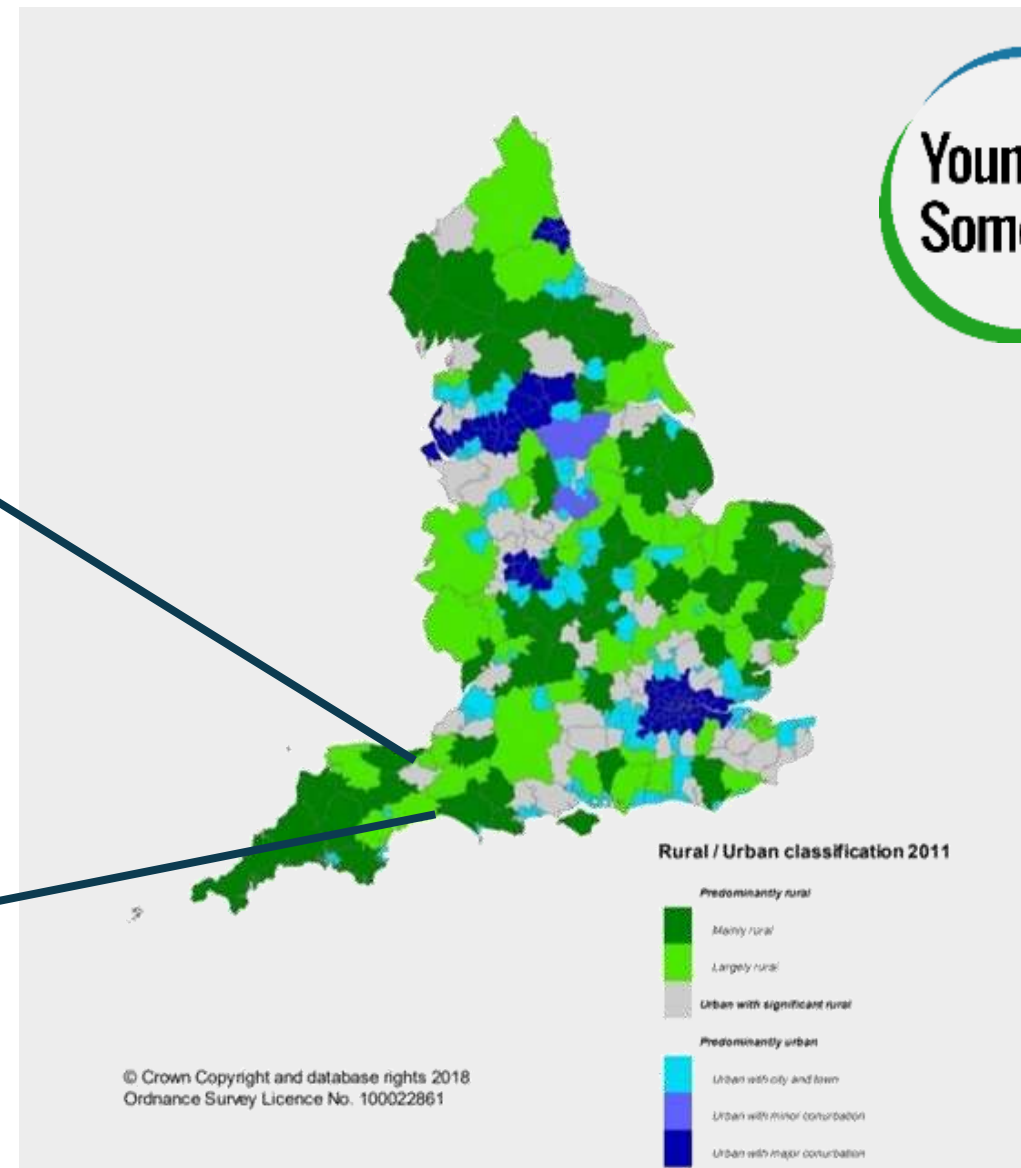 Youn
Some
Rural / Urban classification 2011
Predominantly rural
Mainly rural
Largely rural
Urban with significant rural
Predominantly urban
Urban with city and town
Urban with minor conurbation
Urban with major conurbation
© Crown Copyright and database rights 2018
Ordnance Survey Licence No. 100022861